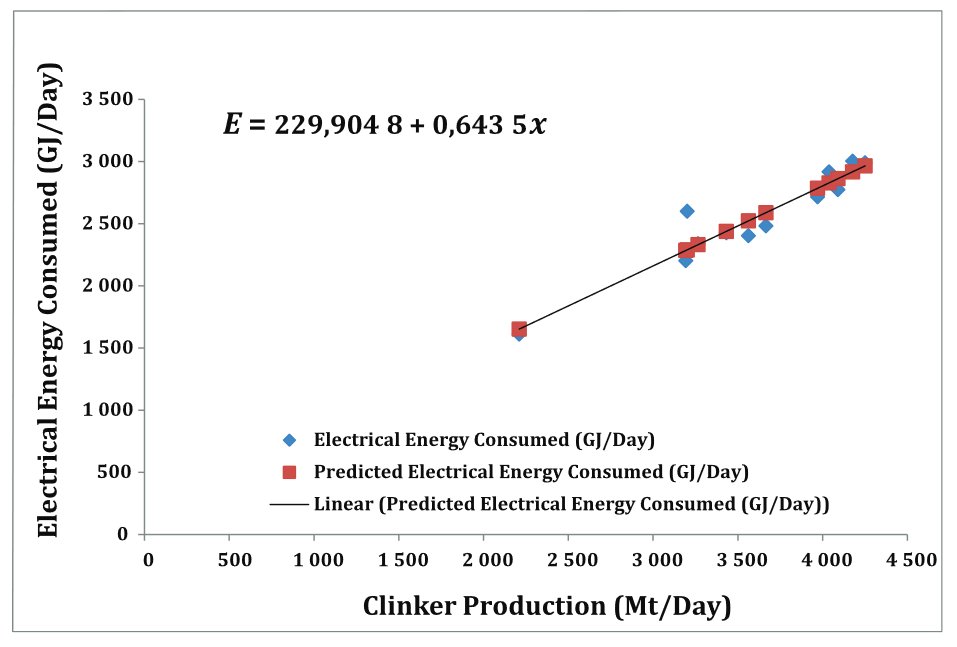 E = 229,904 8 + 0,643 5x
Electrical Energy Consumed (GJ/Day)
3 500
3 000
2 500
2 000
1 500
1 000
500
0
Electrical Energy Consumed (GJ/Day)
Predicted Electrical Energy Consumed (GJ/Day)
Linear (Predicted Electrical Energy Consumed (GJ/Day))
0 500 1 000 1 500 2 000 2 500 3 000 3 500 4 000 4 500
Clinker Production (Mt/Day)